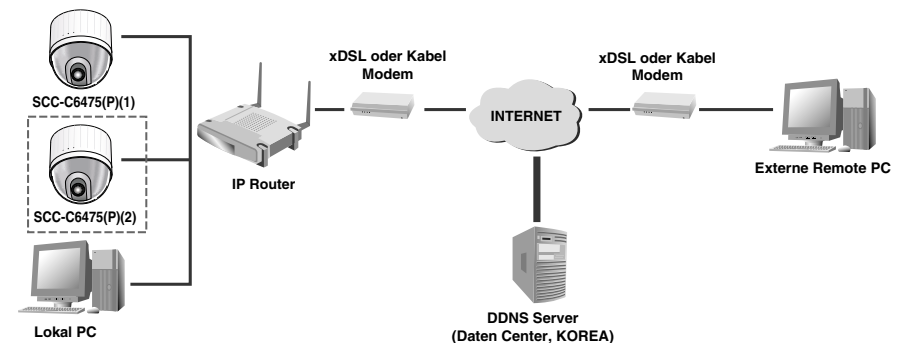 xDSL oder Kabel
Modem
xDSL oder Kabel
Modem
SCC-C6475(P)(1)
INTERNET
IP Router
Externe Remote PC
SCC-C6475(P)(2)
DDNS Server
(Daten Center, KOREA)
Lokal PC